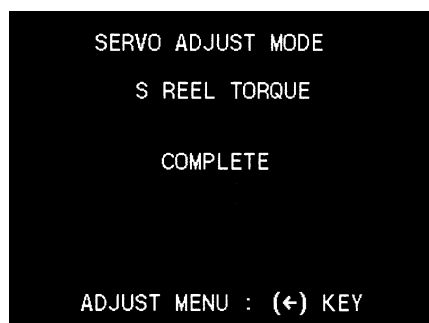 SERVO ADJUST MODE
S REEL TORQUE
COMPLETE
ADJUST MENU : (←) KEY